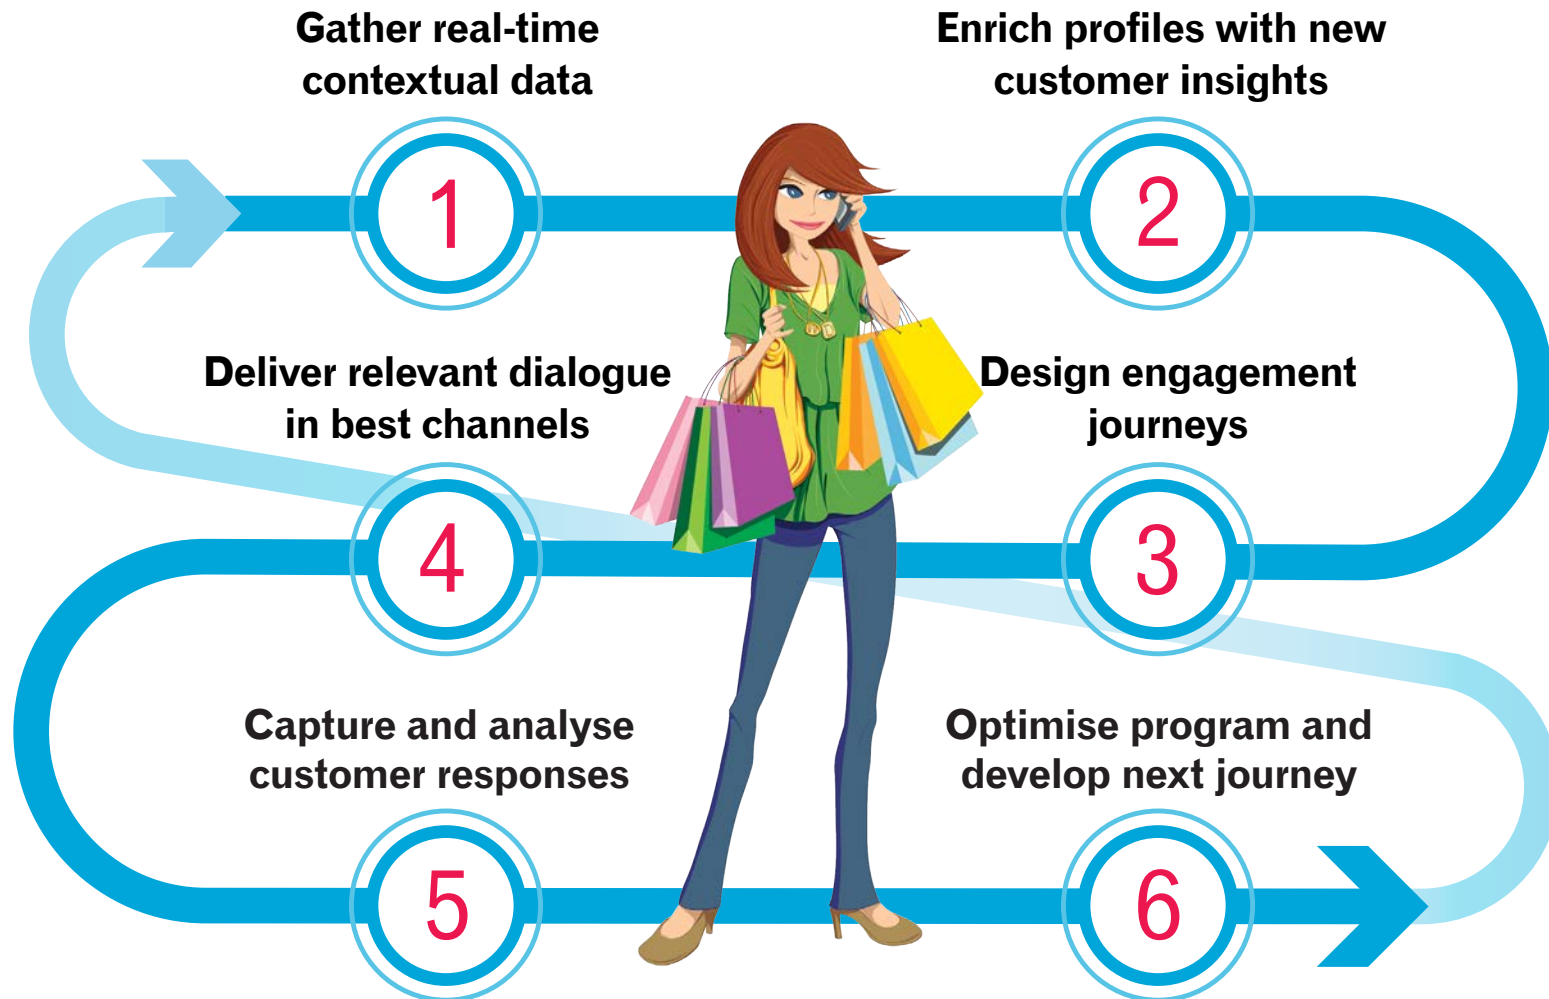 Gather real-time
contextual data
1
Enrich profiles with new
customer insights
2
Design engagement
journeys
3
Deliver relevant dialogue
in best channels
4
Capture and analyse
customer responses
5
Optimise program and
develop next journey
6